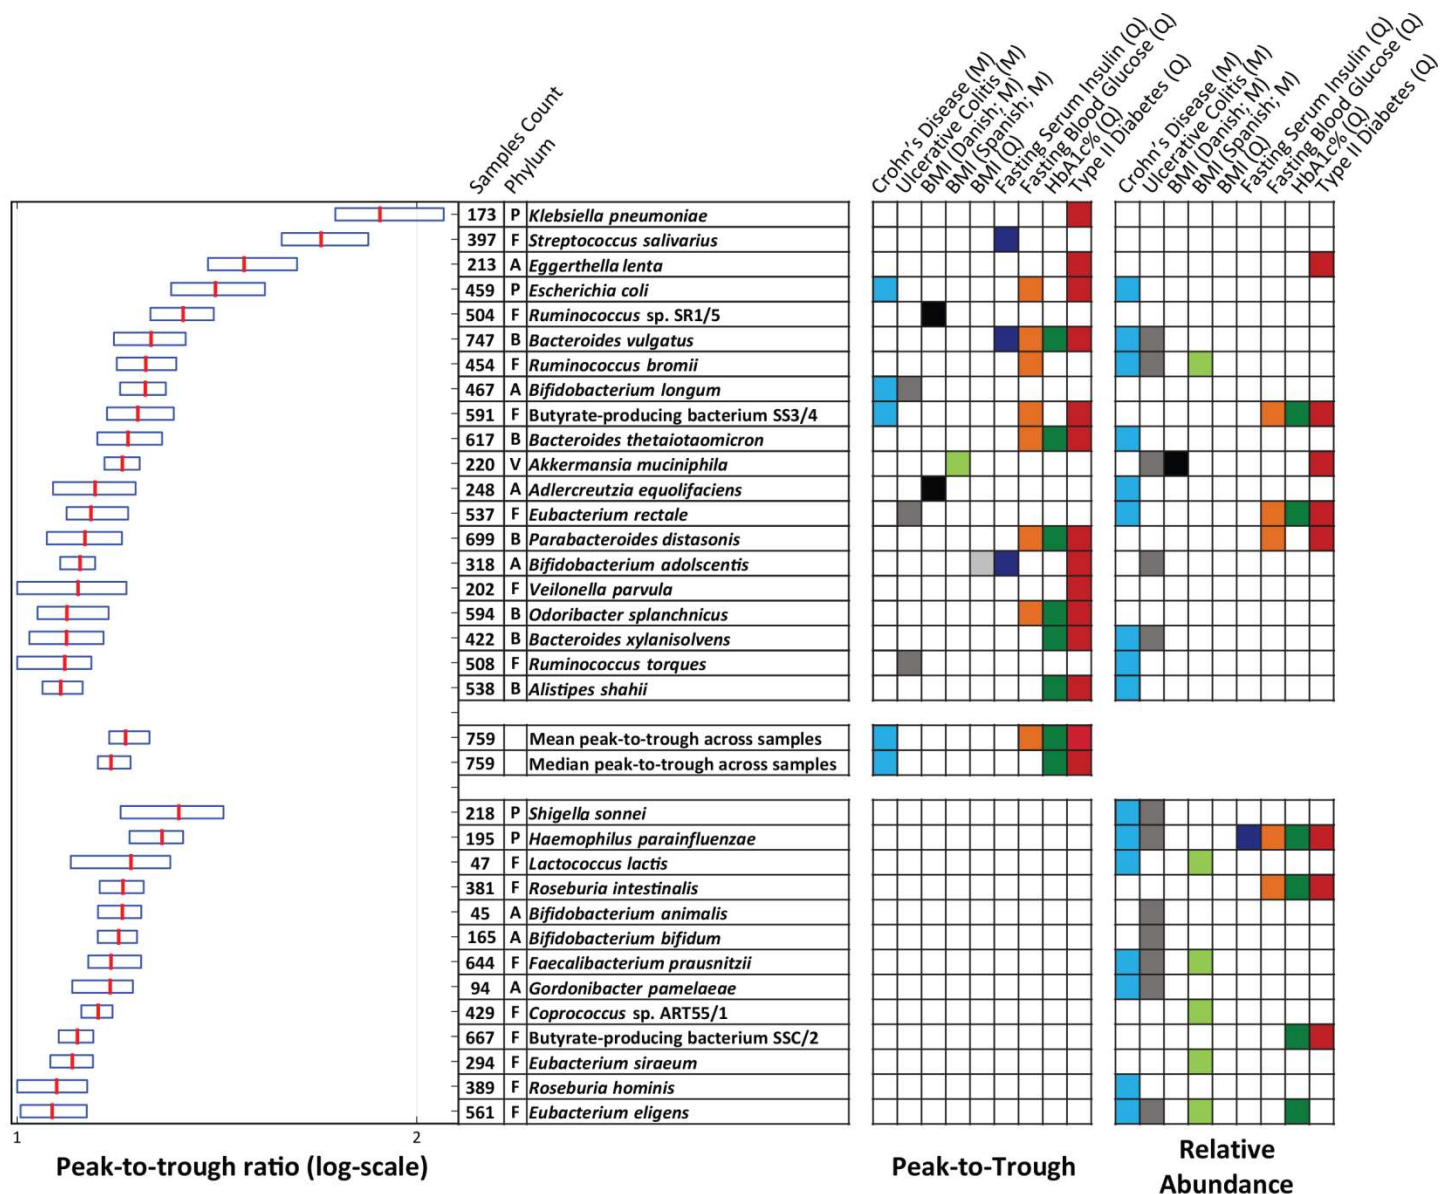 Samples Count
Phylum
Crohn's Disease (M)
Ulcerative Colitis (M)
BMI (Danish; M)
BMI (Spanish; M)
BMI (Q)
Fasting Serum Insulin (Q)
Fasting Blood Glucose (Q)
HbA1c% (Q)
Type II Diabetes (Q)
Crohn's Disease (M)
Ulcerative Colitis (M)
BMI (Danish; M)
BMI (Spanish; M)
BMI (Q)
Fasting Serum Insulin (Q)
Fasting Blood Glucose (Q)
HbA1c% (Q)
Type II Diabetes (Q)
173 P Klebsiella pneumoniae
397 F Streptococcus salivarius
213 A Eggerthella lenta
459 P Escherichia coli
504 F Ruminococcus sp. SR1/5
747 B Bacteroides vulgatus
454 F Ruminococcus bromii
467 A Bifidobacterium longum
591 F Butyrate-producing bacterium SS3/4
617 B Bacteroides thetaiotaomicron
220 V Akkermansia muciniphila
248 A Adlercreutzia equolifaciens
537 F Eubacterium rectale
699 B Parabacteroides distasonis
318 A Bifidobacterium adolscentis
202 F Veilonella parvula
594 B Odoribacter splanchnicus
422 B Bacteroides xylanisolvens
508 F Ruminococcus torques
538 B Alistipes shahii
759 Mean peak-to-trough across samples
759 Median peak-to-trough across samples
218 P Shigella sonnei
195 P Haemophilus parainfluenzae
47 F Lactococcus lactis
381 F Roseburia intestinalis
45 A Bifidobacterium animalis
165 A Bifidobacterium bifidum
644 F Faecalibacterium prausnitzii
94 A Gordonibacter pamelaeae
429 F Coprococcus sp. ART55/1
667 F Butyrate-producing bacterium SSC/2
294 F Eubacterium siraeum
389 F Roseburia hominis
561 F Eubacterium eligens
1 2
Peak-to-trough ratio (log-scale)
Peak-to-Trough
Relative
Abundance